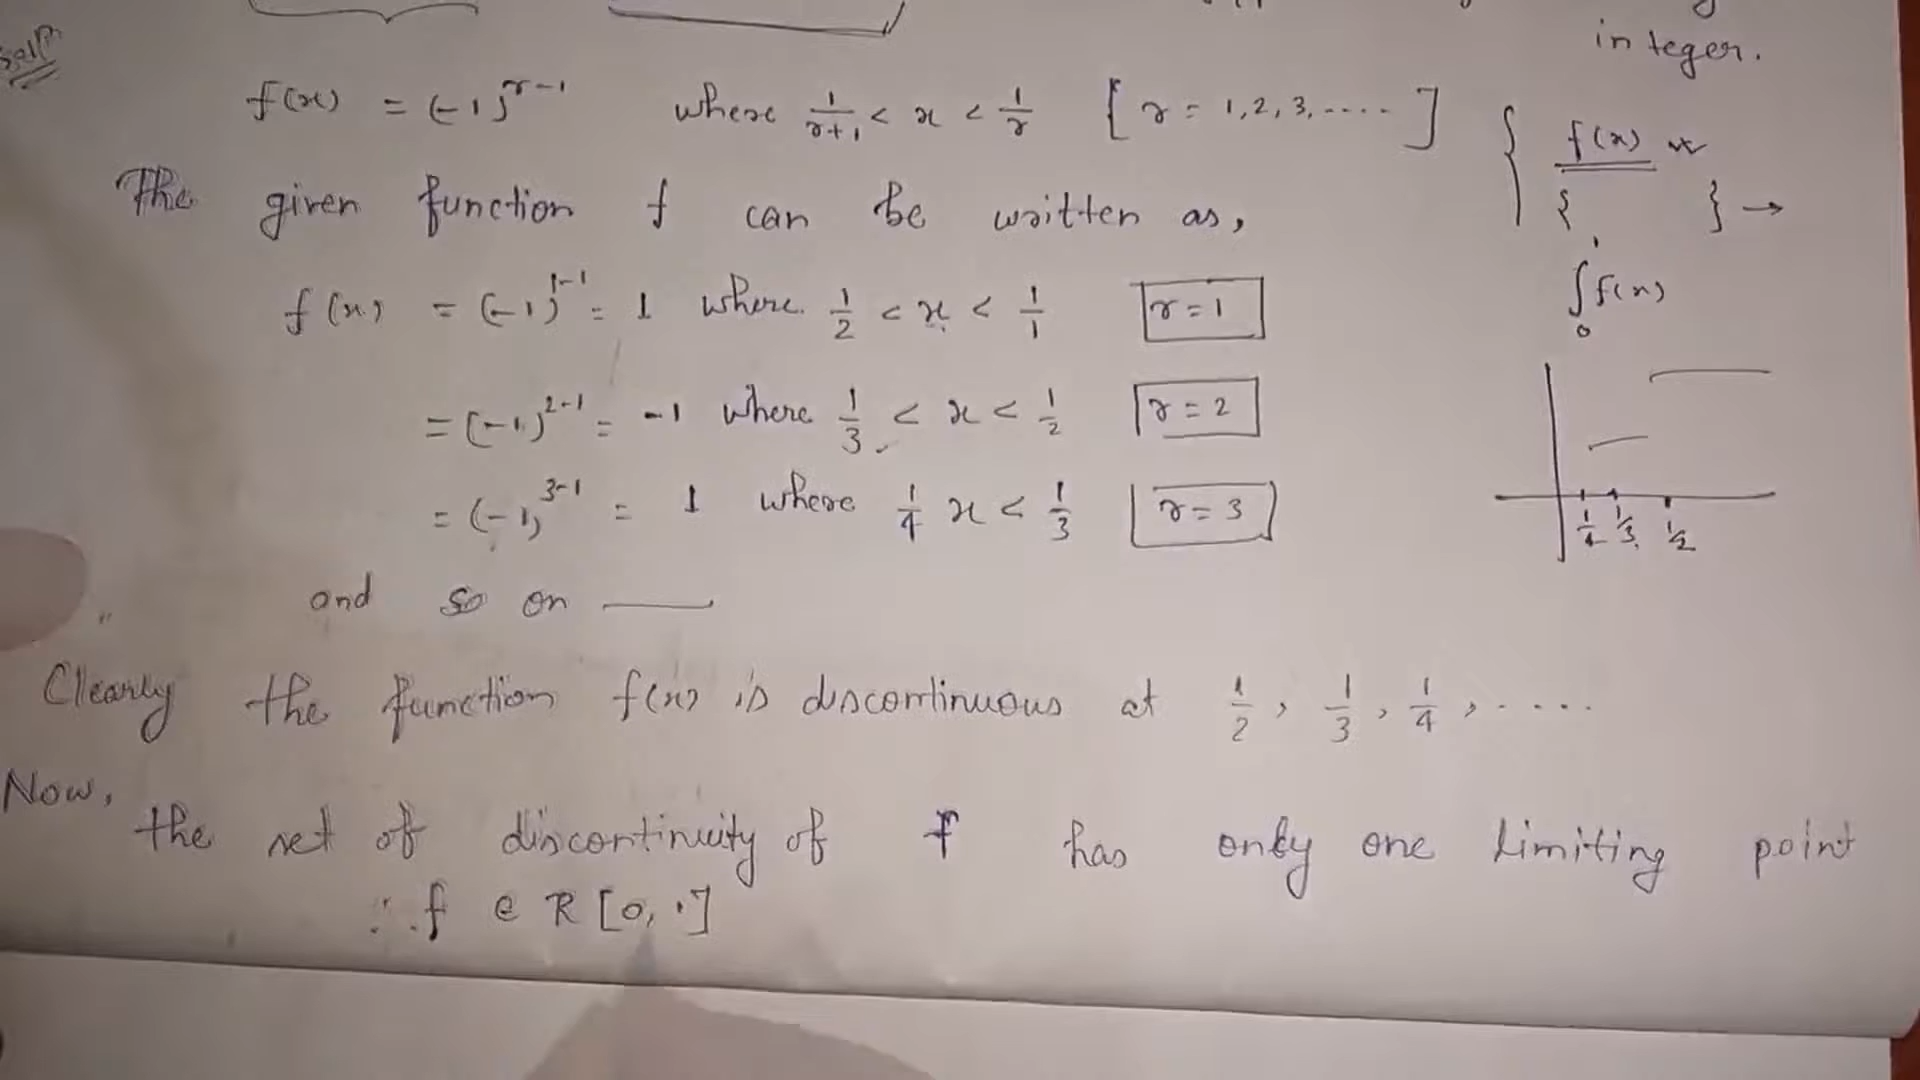 integer.
Solⁿ
f(x) = (-1)^{r-1} where 1/(r+1) < x < 1/r [r = 1, 2, 3, .....]
The given function f can be written as,
f(x) = (-1)^{1-1} = 1 where 1/2 < x < 1/1 r = 1
= (-1)^{2-1} = -1 where 1/3 < x < 1/2 r = 2
= (-1)^{3-1} = 1 where 1/4 x < 1/3 r = 3
and so on ——
Clearly the function f(x) is discontinuous at 1/2, 1/3, 1/4, .....
Now,
the set of discontinuity of f has only one limiting point
∴ f ∈ R [0, 1]
{ f(x)
{ } →
∫₀¹ f(x)
1/4 1/3 1/2